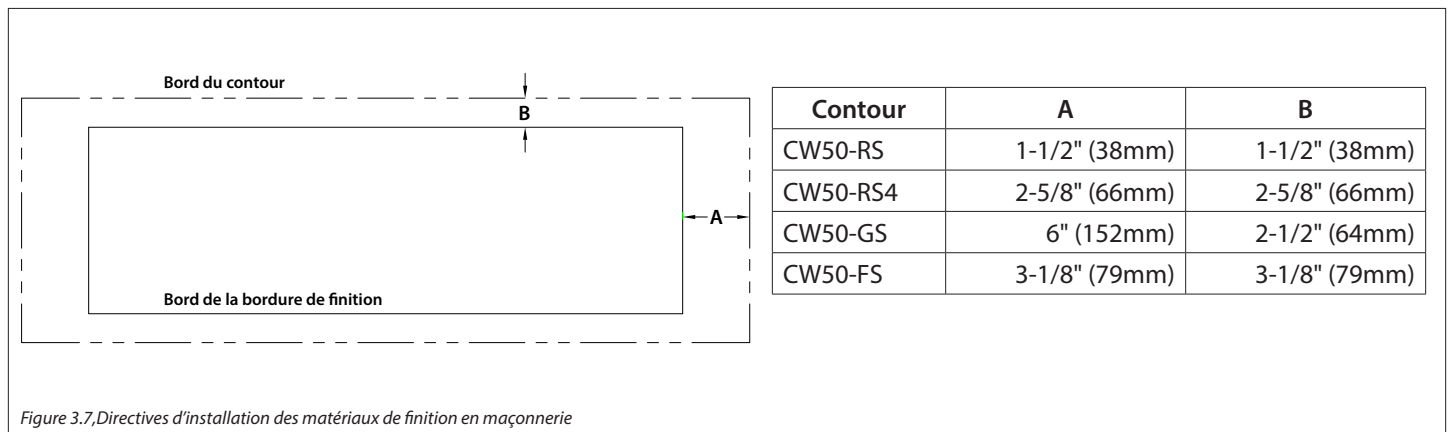 Bord du contour
B
A
Bord de la bordure de finition
Contour A B
CW50-RS 1-1/2" (38mm) 1-1/2" (38mm)
CW50-RS4 2-5/8" (66mm) 2-5/8" (66mm)
CW50-GS 6" (152mm) 2-1/2" (64mm)
CW50-FS 3-1/8" (79mm) 3-1/8" (79mm)
Figure 3.7,Directives d'installation des matériaux de finition en maçonnerie